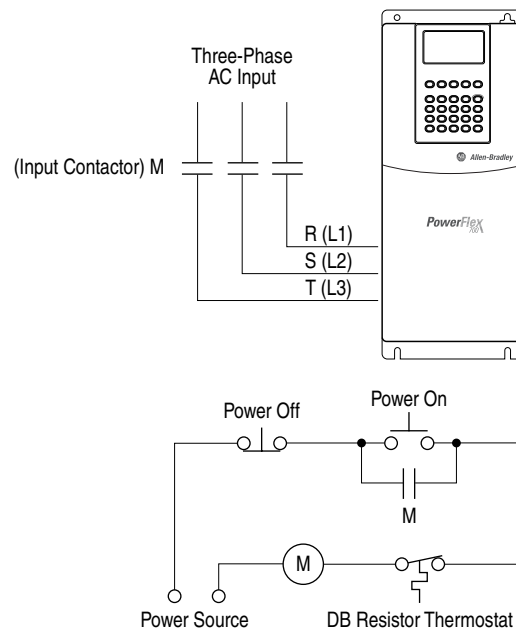 Three-Phase
AC Input
Allen-Bradley
(Input Contactor) M
PowerFlex
R (L1)
S (L2)
T (L3)
Power Off
Power On
M
M
Power Source
DB Resistor Thermostat